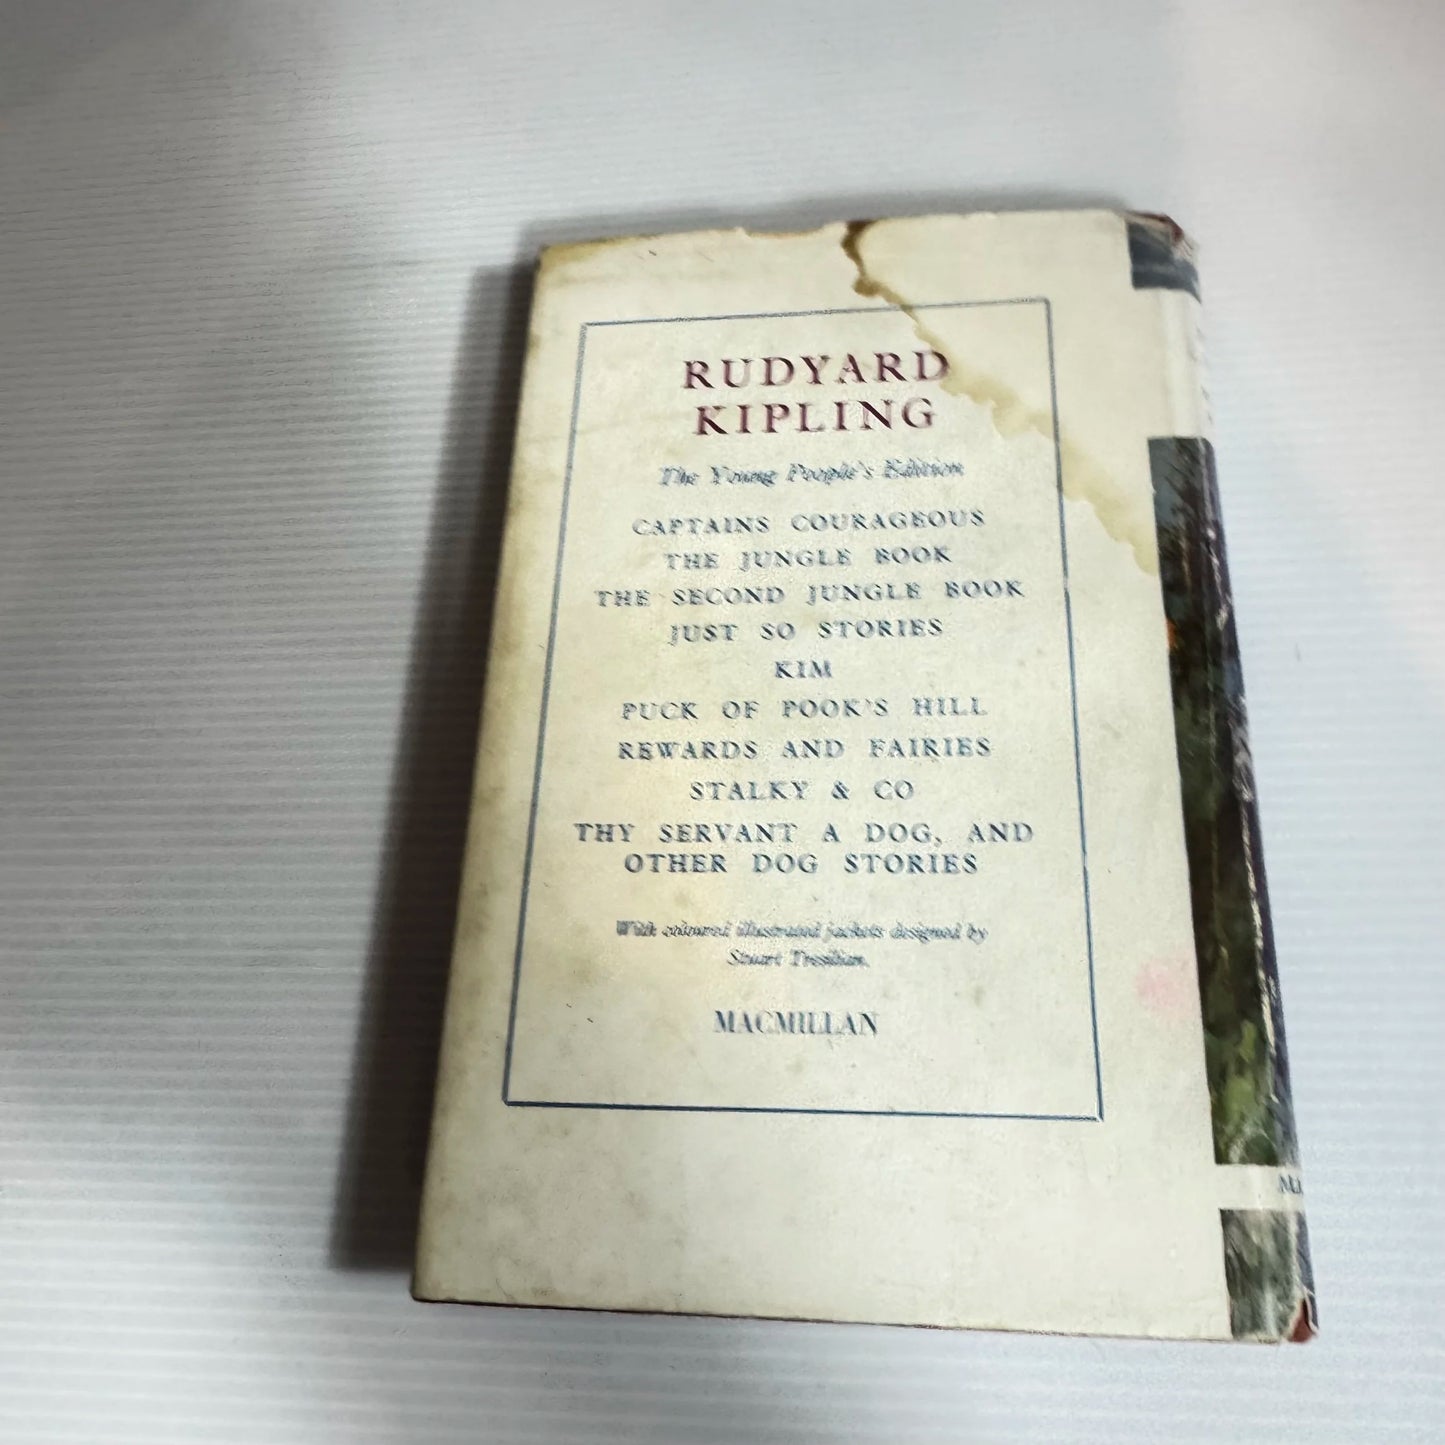 RUDYARD
KIPLING
The Young People's Edition
CAPTAINS COURAGEOUS
THE JUNGLE BOOK
THE SECOND JUNGLE BOOK
JUST SO STORIES
KIM
PUCK OF POOK'S HILL
REWARDS AND FAIRIES
STALKY & CO
THY SERVANT A DOG, AND
OTHER DOG STORIES
With coloured illustrated jackets designed by
Stuart Tresilian.
MACMILLAN